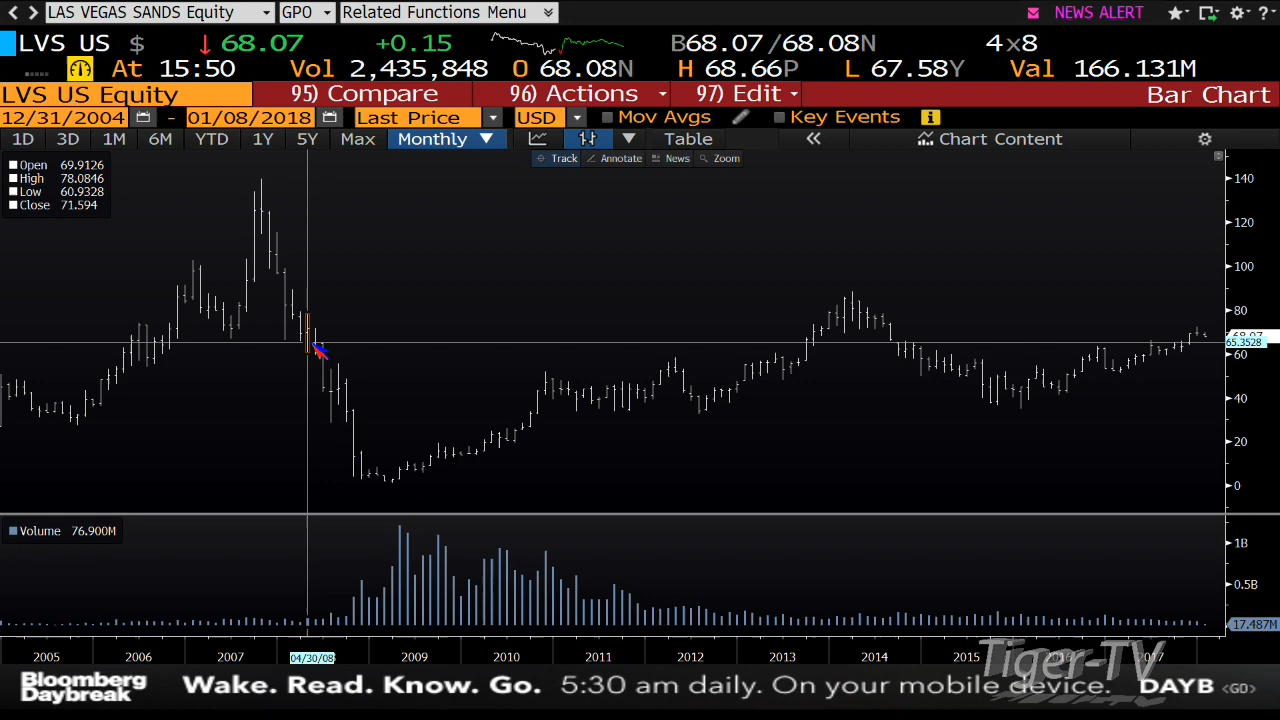 LAS VEGAS SANDS Equity GPO Related Functions Menu NEWS ALERT
LVS US $ 68.07 +0.15 B68.07/68.08N 4x8
At 15:50 Vol 2,435,848 O 68.08N H 68.66P L 67.58Y Val 166.131M
LVS US Equity 95) Compare 96) Actions 97) Edit Bar Chart
12/31/2004 - 01/08/2018 Last Price USD Mov Avgs Key Events
1D 3D 1M 6M YTD 1Y 5Y Max Monthly Table Chart Content
Track Annotate News Zoom
Open 69.9126
High 78.0846
Low 60.9328
Close 71.594
140
120
100
80
65.3528
60
40
20
0
Volume 76.900M
1B
0.5B
17.487M
2005 2006 2007 04/30/08 2009 2010 2011 2012 2013 2014 2015 2016 2017
Tiger-TV
Bloomberg
Daybreak
Wake. Read. Know. Go. 5:30 am daily. On your mobile device. DAYB <GD>